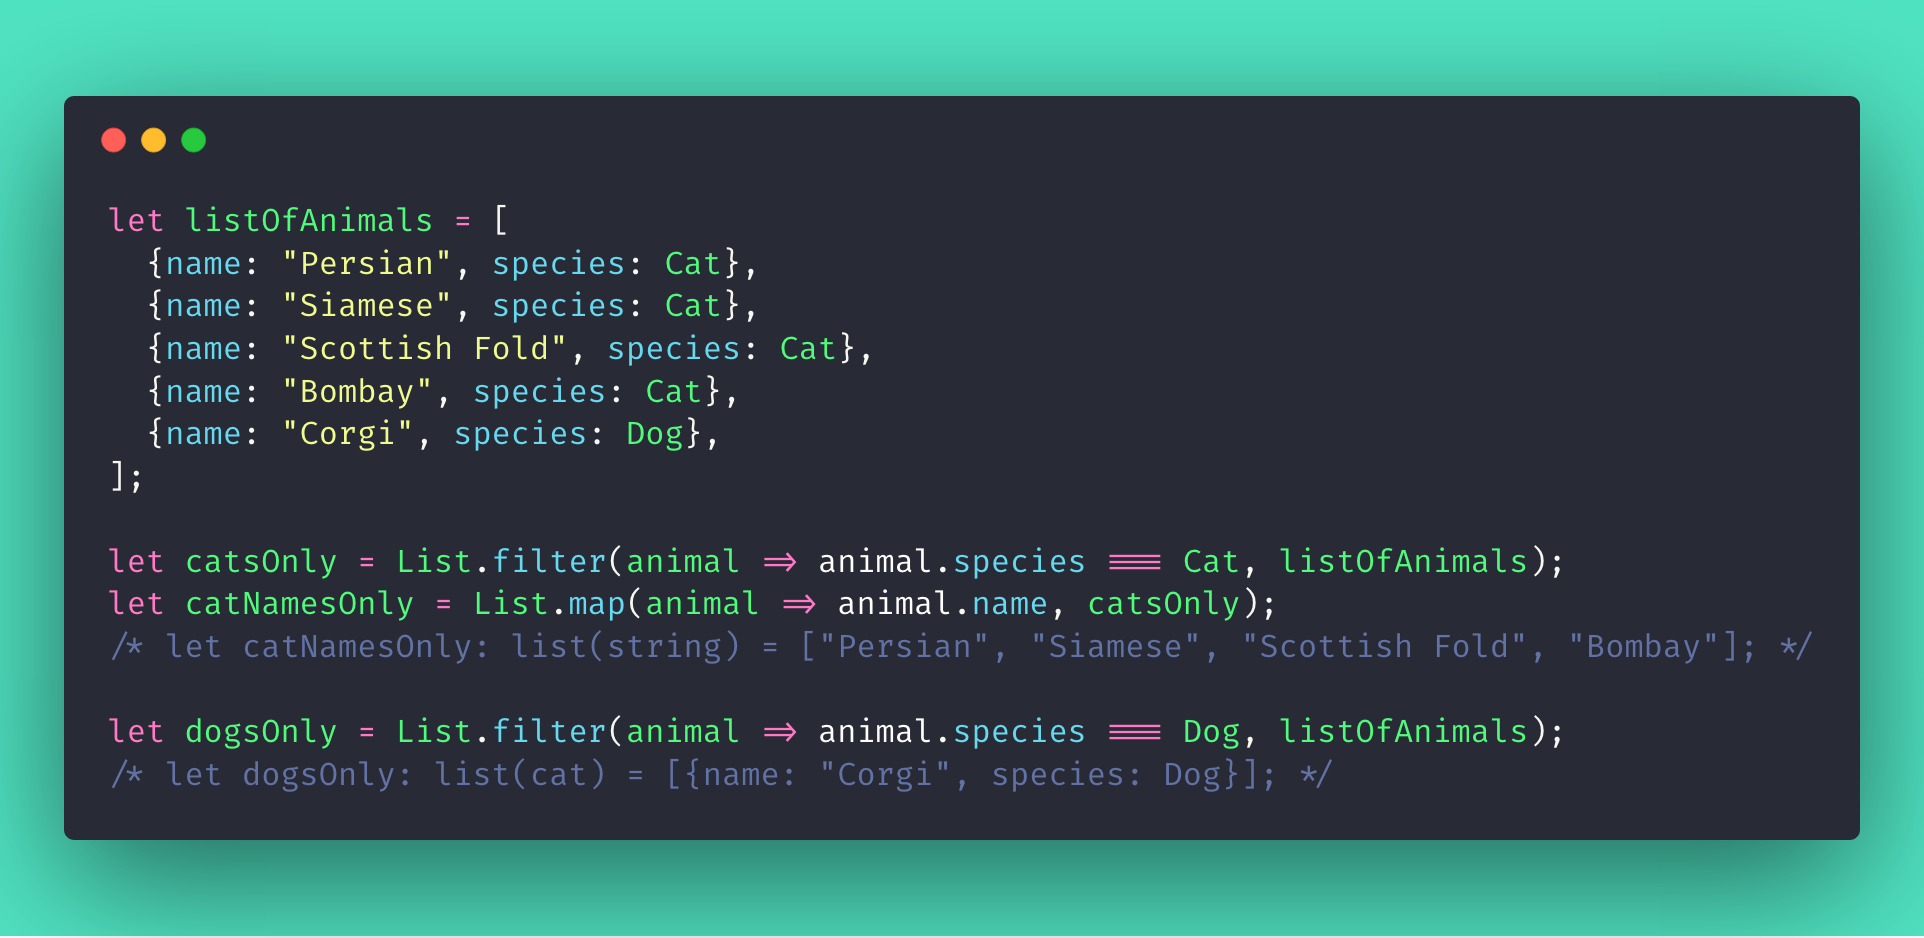 let listOfAnimals = [
  {name: "Persian", species: Cat},
  {name: "Siamese", species: Cat},
  {name: "Scottish Fold", species: Cat},
  {name: "Bombay", species: Cat},
  {name: "Corgi", species: Dog},
];
let catsOnly = List.filter(animal => animal.species === Cat, listOfAnimals);
let catNamesOnly = List.map(animal => animal.name, catsOnly);
/* let catNamesOnly: list(string) = ["Persian", "Siamese", "Scottish Fold", "Bombay"]; */
let dogsOnly = List.filter(animal => animal.species === Dog, listOfAnimals);
/* let dogsOnly: list(cat) = [{name: "Corgi", species: Dog}]; */